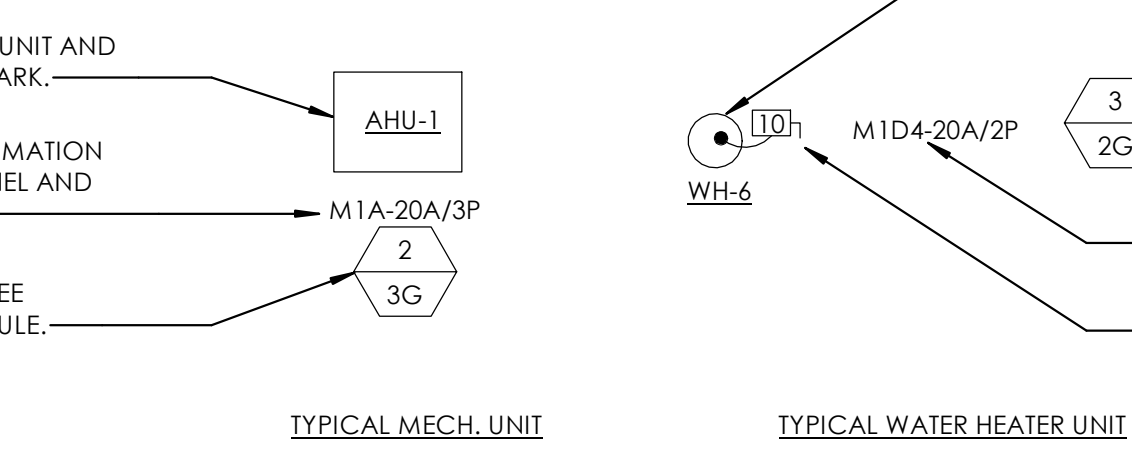 UNIT AND
ARK.
AHU-1
MATION
EL AND
M1A-20A/3P
2
3G
EE
ULE.
TYPICAL MECH. UNIT
10
M1D4-20A/2P
3
2G
WH-6
TYPICAL WATER HEATER UNIT